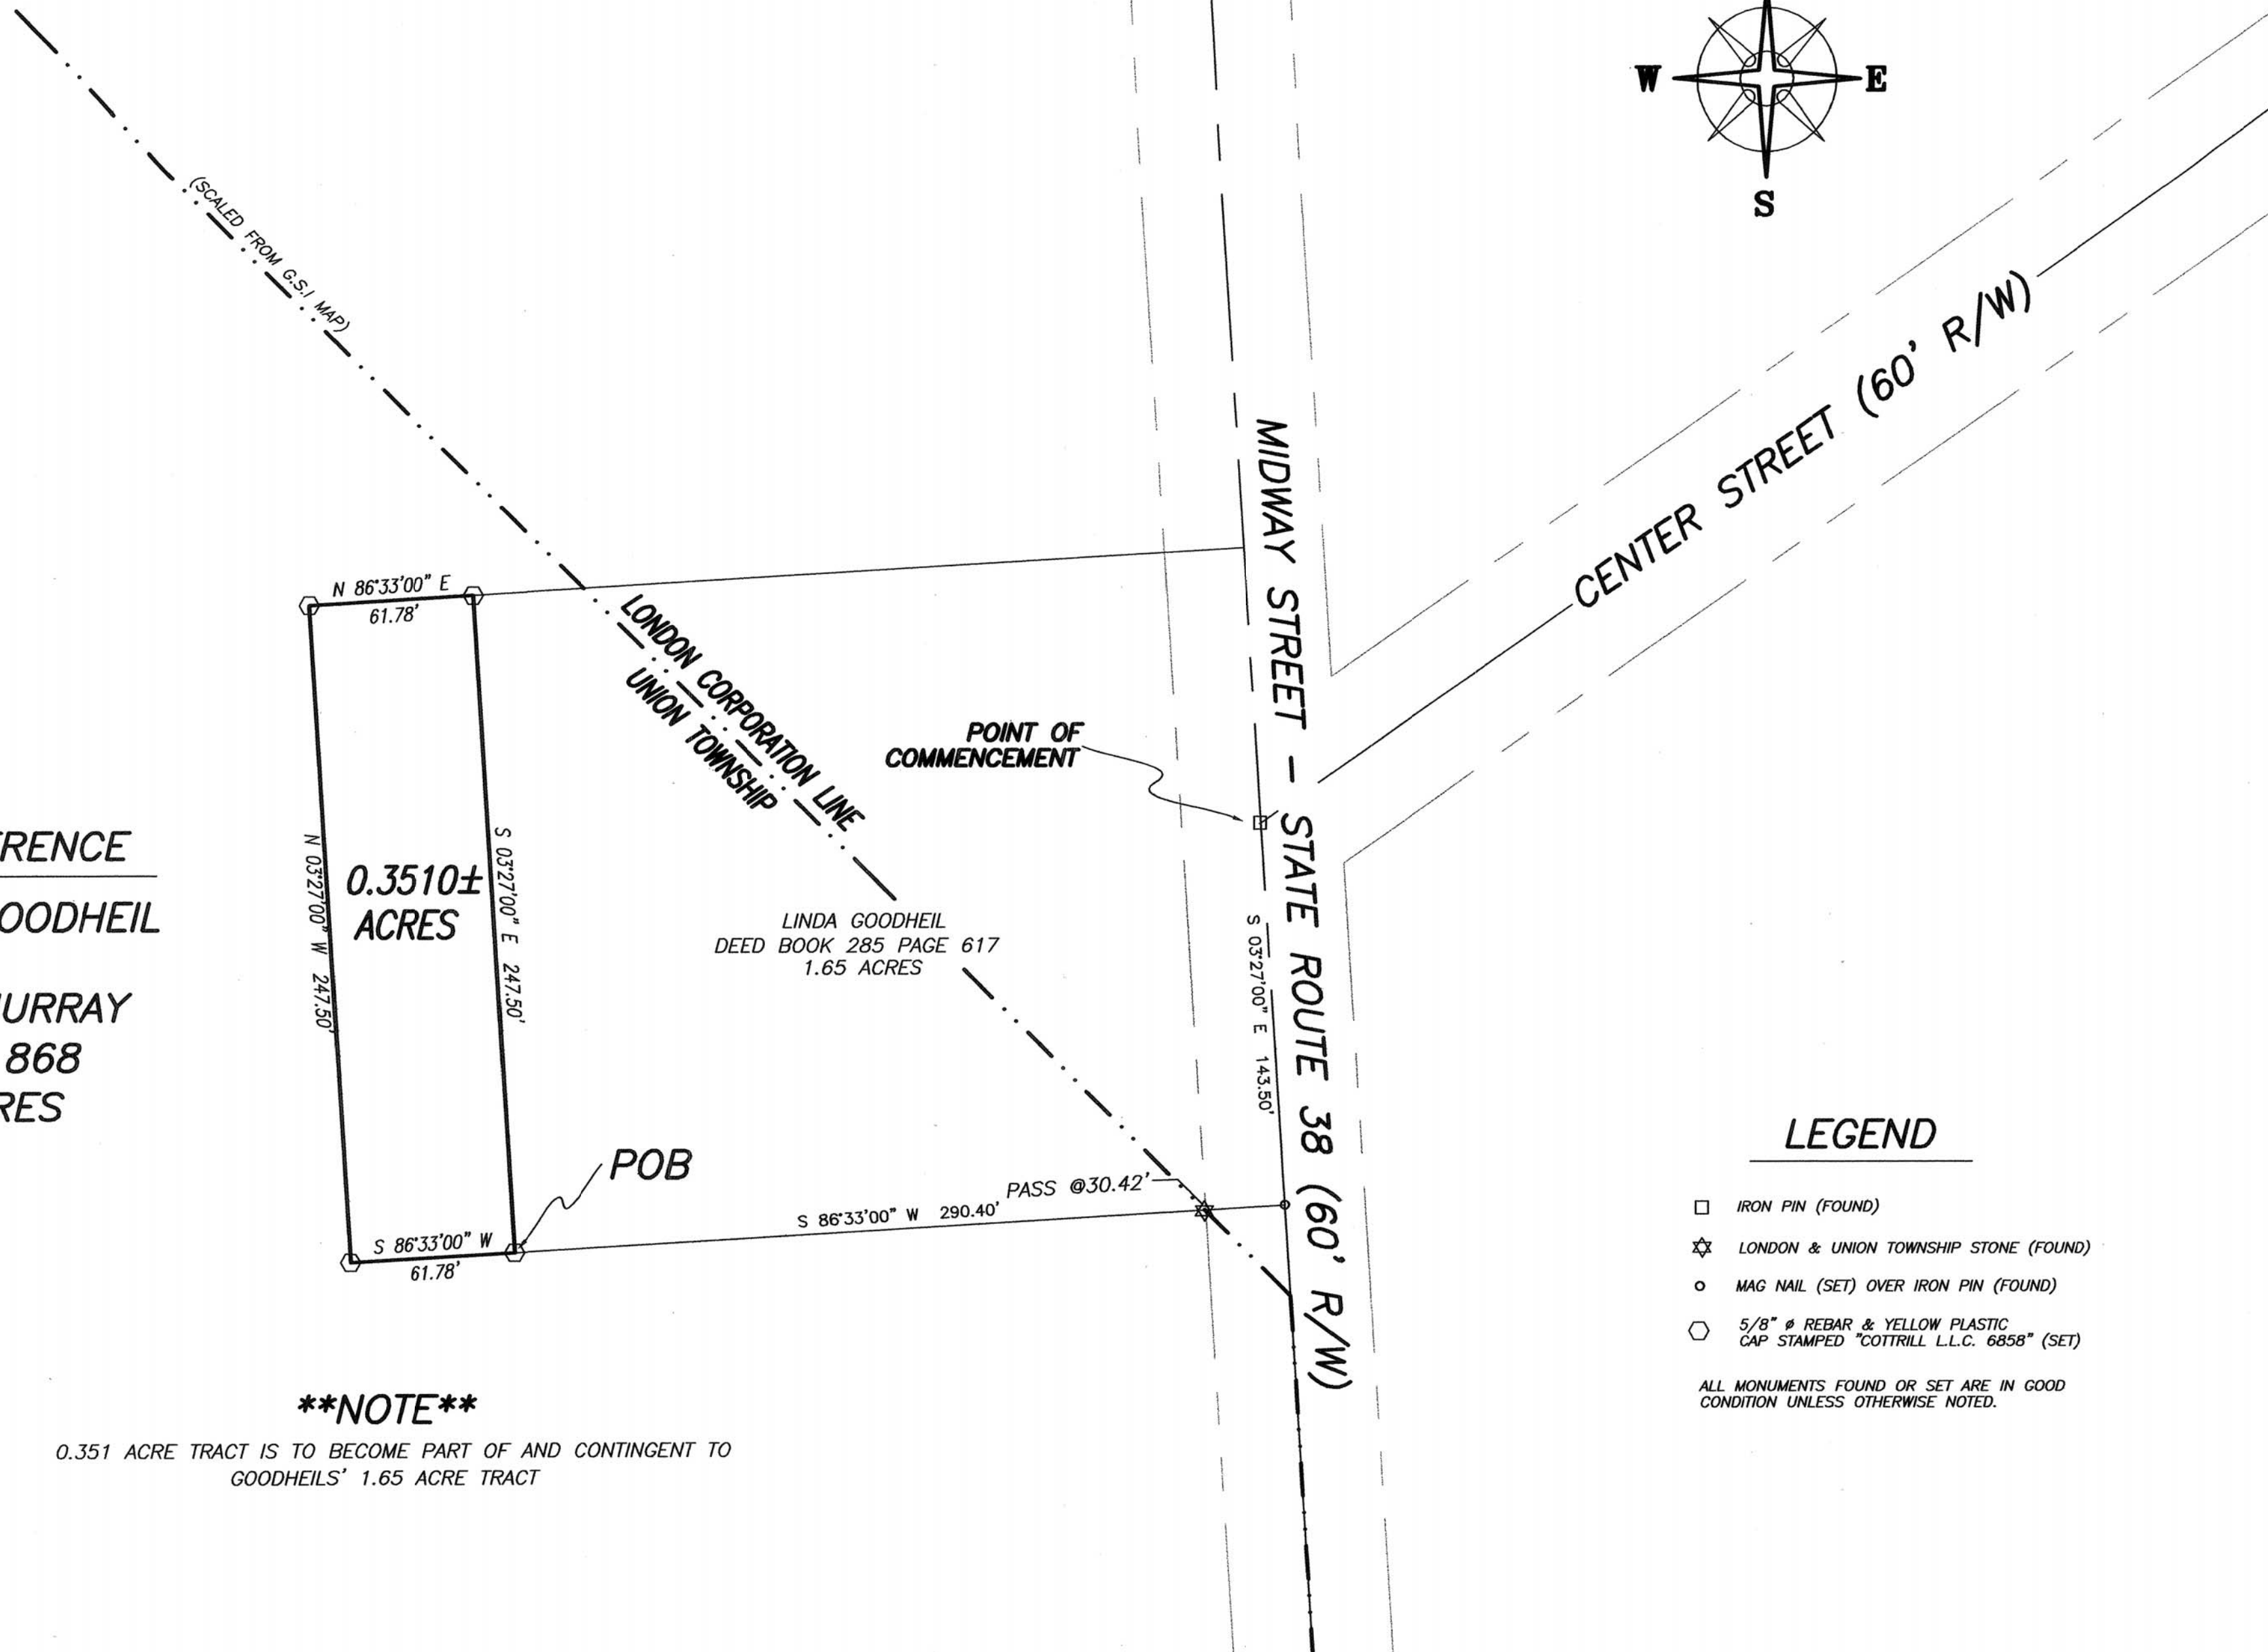 W E
S
(SCALED FROM G.S.I MAP)
CENTER STREET (60' R/W)
MIDWAY STREET – STATE ROUTE 38 (60' R/W)
N 86°33'00" E
61.78'
LONDON CORPORATION LINE
UNION TOWNSHIP
POINT OF
COMMENCEMENT
RENCE
OODHEIL
URRAY
868
RES
N 03°27'00" W 247.50'
0.3510±
ACRES
S 03°27'00" E 247.50'
LINDA GOODHEIL
DEED BOOK 285 PAGE 617
1.65 ACRES
S 03°27'00" E 143.50'
POB
PASS @30.42'
S 86°33'00" W 290.40'
S 86°33'00" W
61.78'
**NOTE**
0.351 ACRE TRACT IS TO BECOME PART OF AND CONTINGENT TO
GOODHEILS' 1.65 ACRE TRACT
LEGEND
IRON PIN (FOUND)
LONDON & UNION TOWNSHIP STONE (FOUND)
MAG NAIL (SET) OVER IRON PIN (FOUND)
5/8" ø REBAR & YELLOW PLASTIC
CAP STAMPED "COTTRILL L.L.C. 6858" (SET)
ALL MONUMENTS FOUND OR SET ARE IN GOOD
CONDITION UNLESS OTHERWISE NOTED.